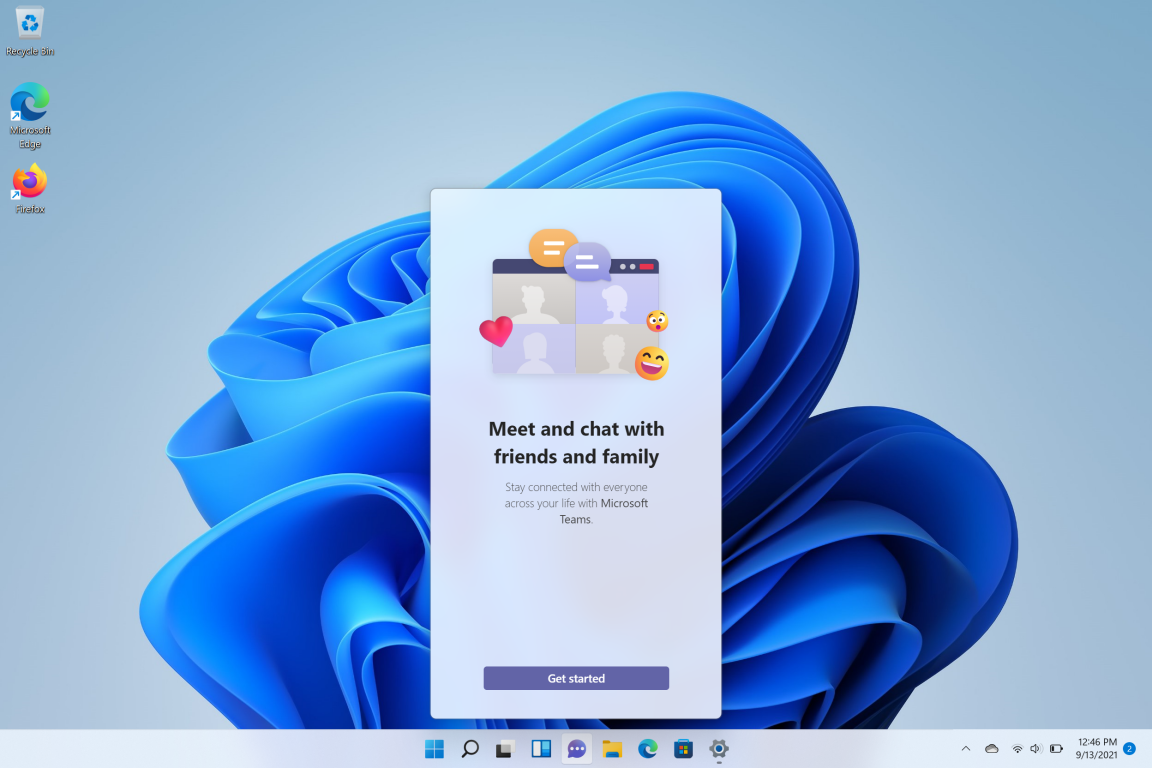 Recycle Bin
Microsoft
Edge
Firefox
Meet and chat with
friends and family
Stay connected with everyone
across your life with Microsoft
Teams.
Get started
12:46 PM
9/13/2021
2